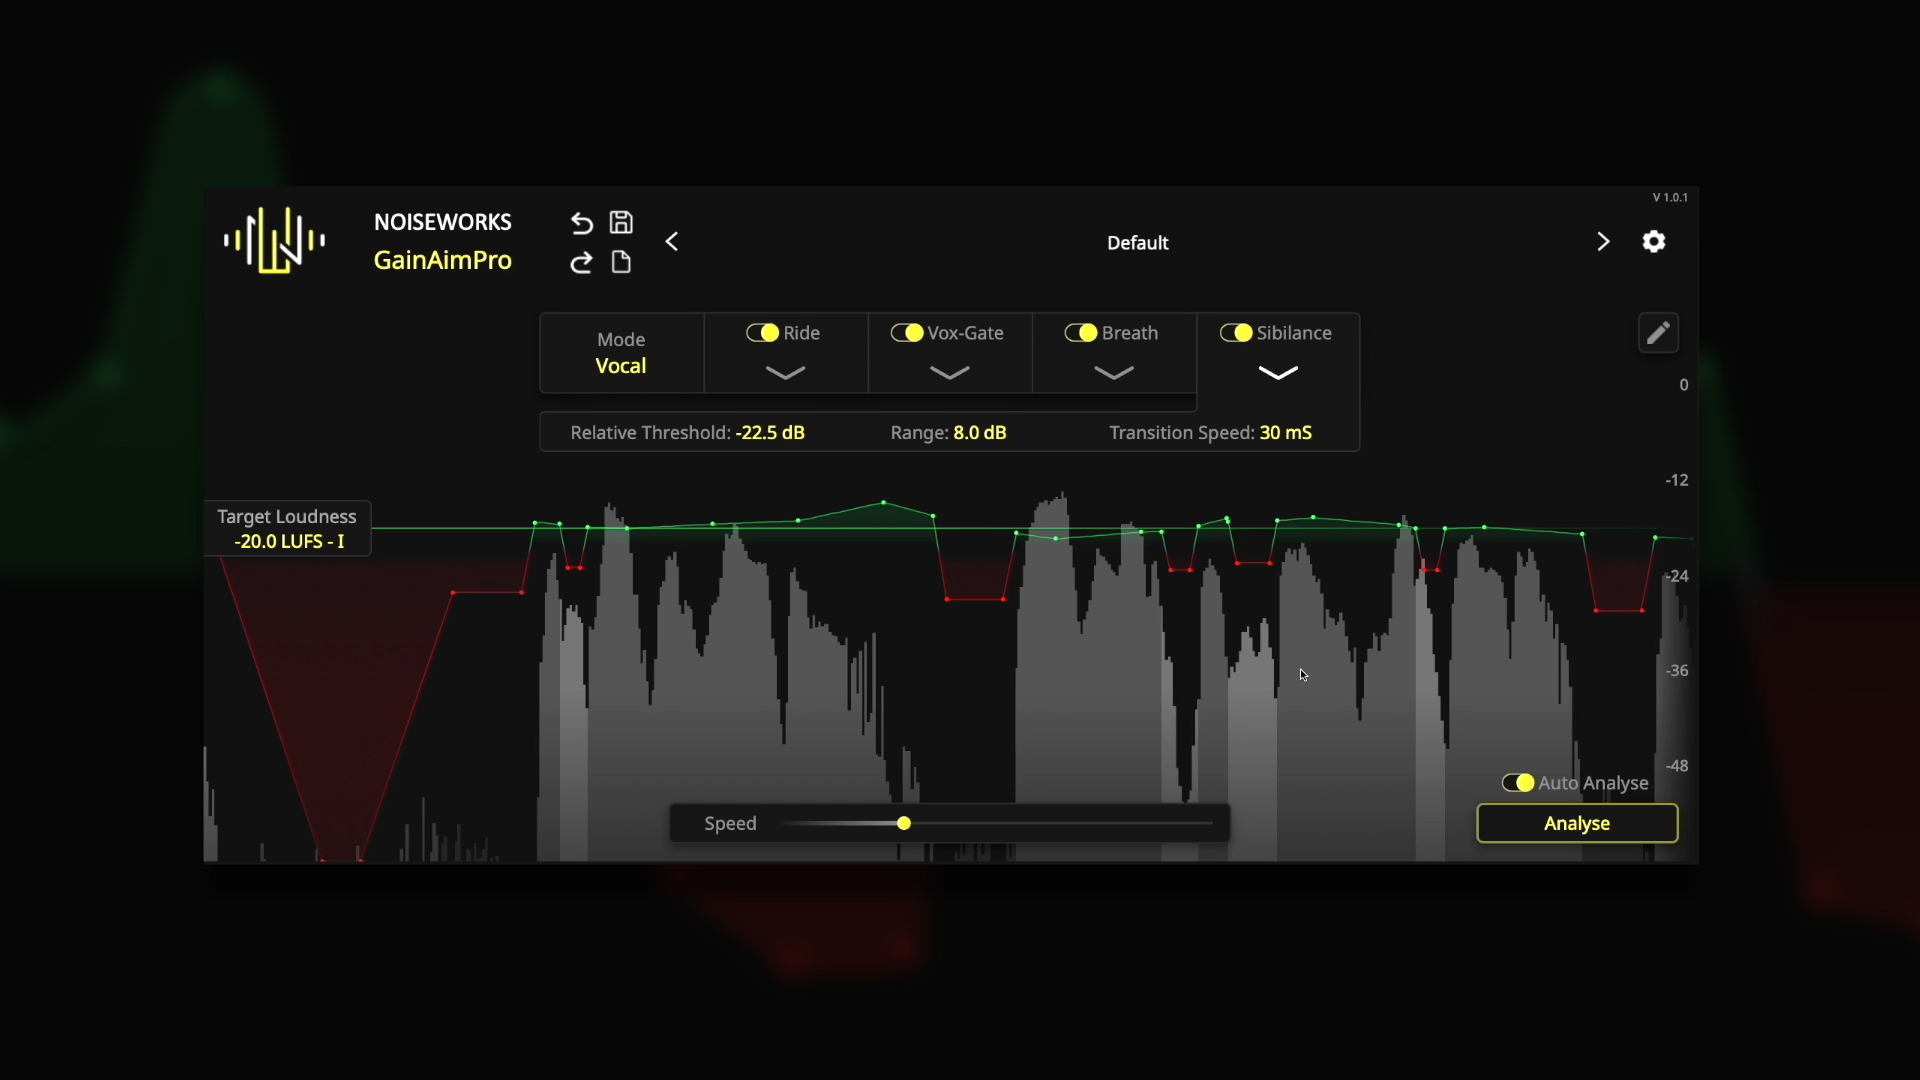 V 1.0.1
NOISEWORKS
GainAimPro
Default
Mode
Vocal
Ride
Vox-Gate
Breath
Sibilance
Relative Threshold: -22.5 dB
Range: 8.0 dB
Transition Speed: 30 mS
0
-12
-24
-36
-48
Target Loudness
-20.0 LUFS - I
Auto Analyse
Speed
Analyse